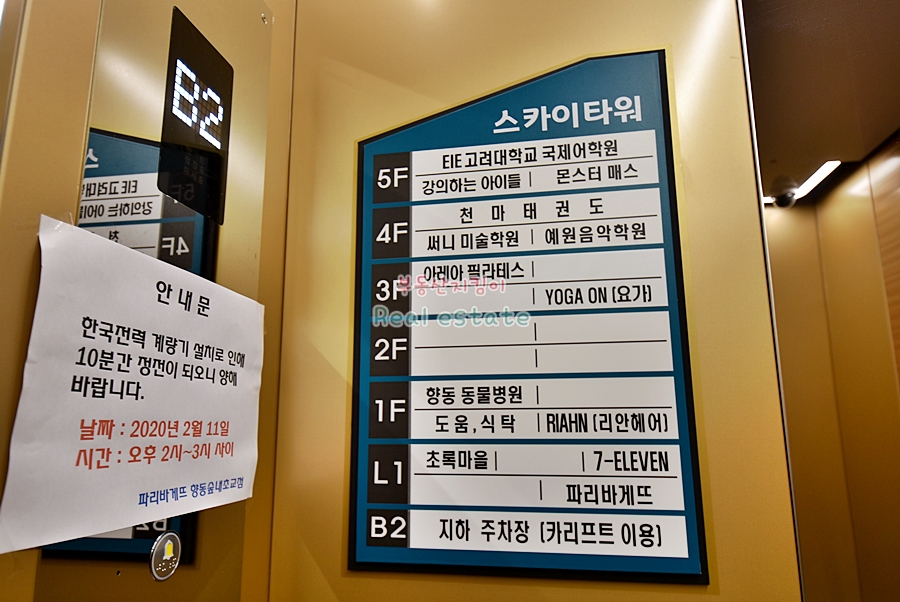 B2
안내문
한국전력 계량기 설치로 인해
10분간 정전이 되오니 양해
바랍니다.
날짜 : 2020년 2월 11일
시간 : 오후 2시~3시 사이
파리바게뜨 향동숲내초교점
스카이타워
5F
EIE 고려대학교 국제어학원
강의하는 아이들 | 몬스터 매스
4F
천 마 태 권 도
써니 미술학원 | 예원음악학원
3F
아레아 필라테스 |
| YOGA ON (요가)
부동산지킴이
Real estate
2F
1F
향동 동물병원 |
도움,식탁 | RIAHN (리안헤어)
L1
초록마을 | | 7-ELEVEN
| 파리바게뜨
B2
지하 주차장 (카리프트 이용)